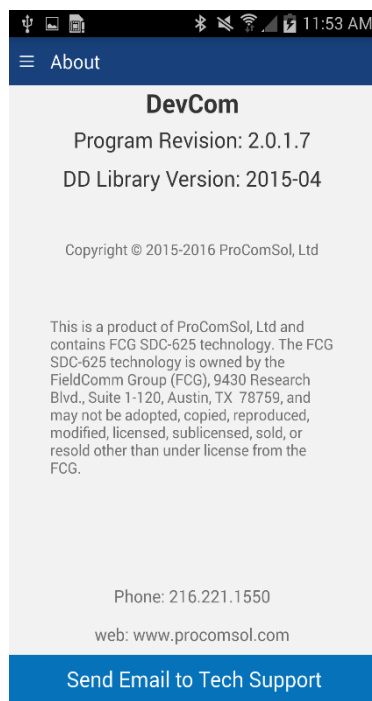 11:53 AM
About
DevCom
Program Revision: 2.0.1.7
DD Library Version: 2015-04
Copyright © 2015-2016 ProComSol, Ltd
This is a product of ProComSol, Ltd and
contains FCG SDC-625 technology. The FCG
SDC-625 technology is owned by the
FieldComm Group (FCG), 9430 Research
Blvd., Suite 1-120, Austin, TX  78759, and
may not be adopted, copied, reproduced,
modified, licensed, sublicensed, sold, or
resold other than under license from the
FCG.
Phone: 216.221.1550
web: www.procomsol.com
Send Email to Tech Support